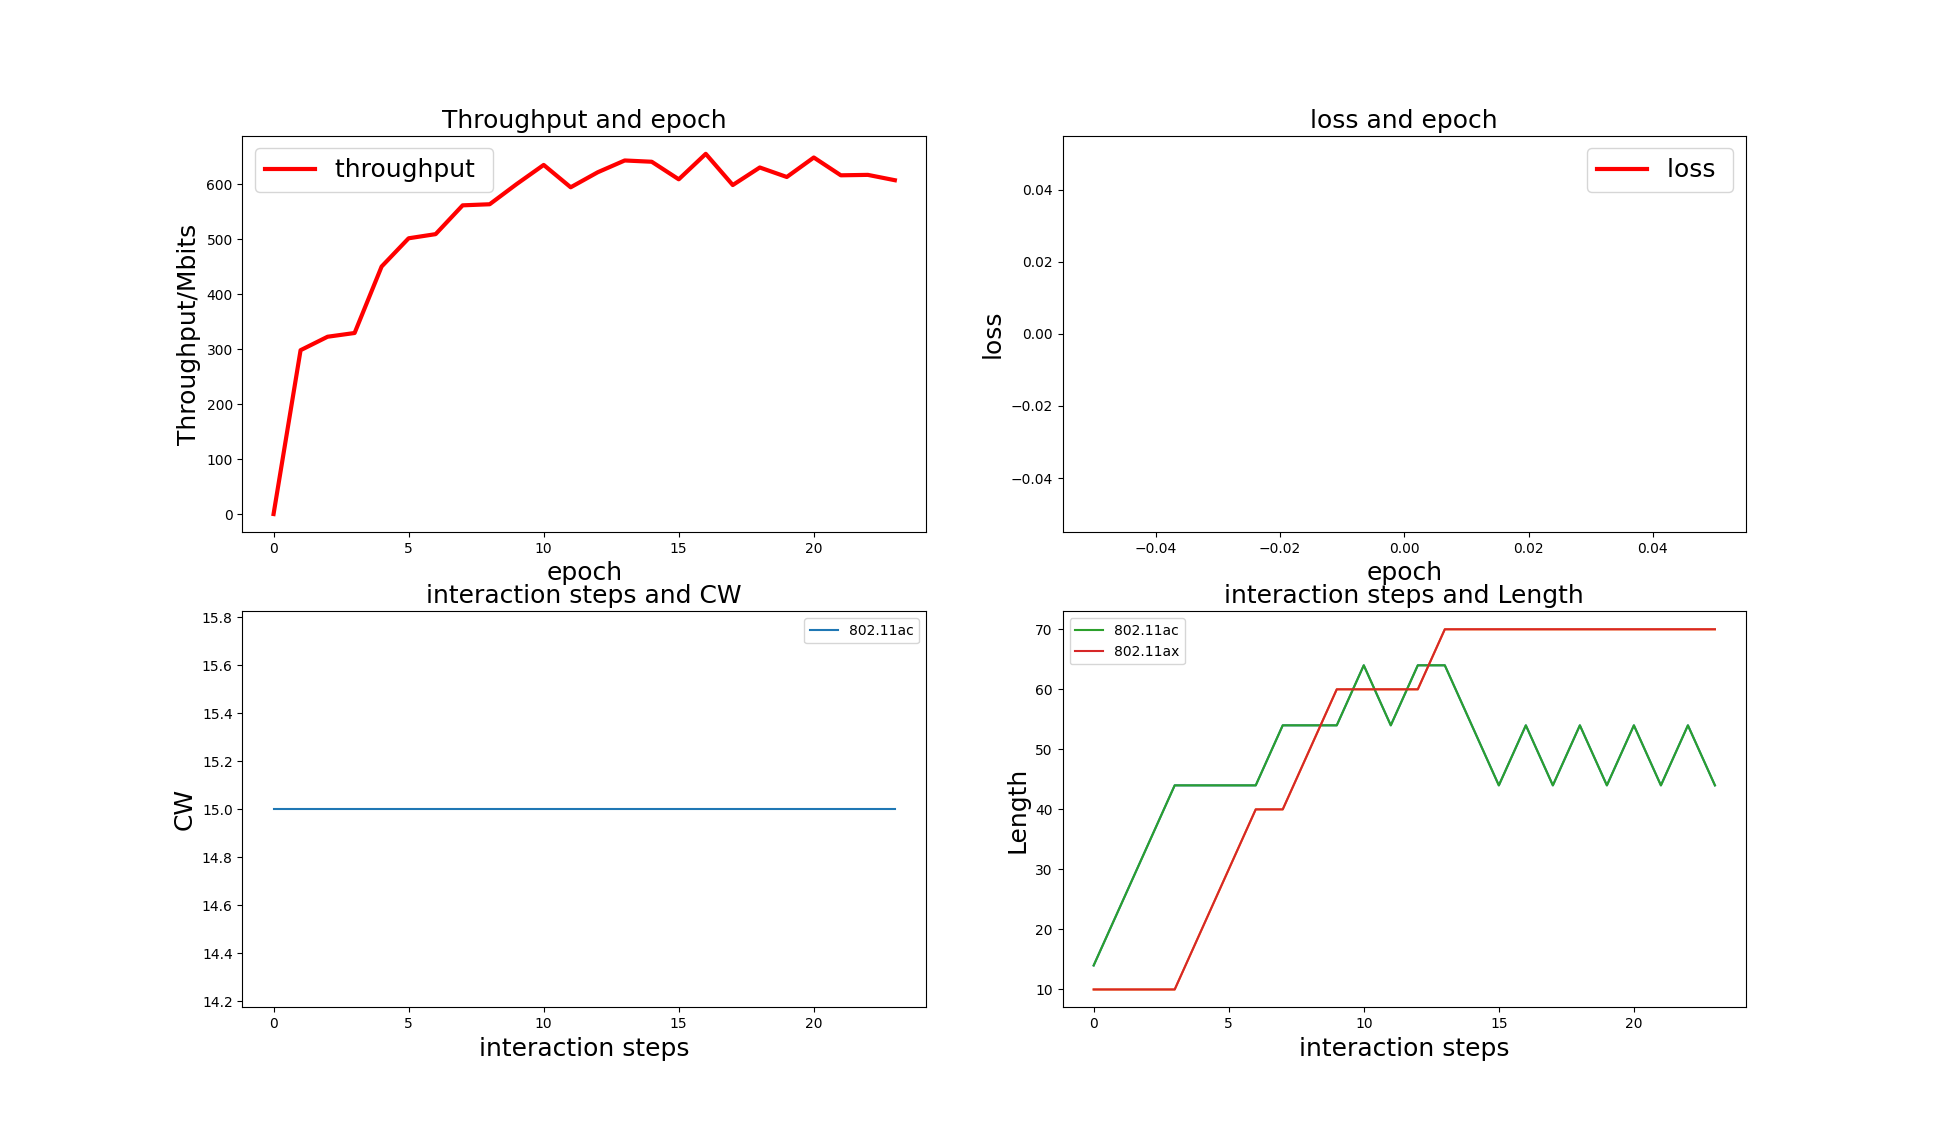 Throughput and epoch
throughput
Throughput/Mbits
600
500
400
300
200
100
0
0 5 10 15 20
epoch
loss and epoch
loss
loss
0.04
0.02
0.00
−0.02
−0.04
−0.04 −0.02 0.00 0.02 0.04
epoch
interaction steps and CW
802.11ac
CW
15.8
15.6
15.4
15.2
15.0
14.8
14.6
14.4
14.2
0 5 10 15 20
interaction steps
interaction steps and Length
802.11ac
802.11ax
Length
70
60
50
40
30
20
10
0 5 10 15 20
interaction steps